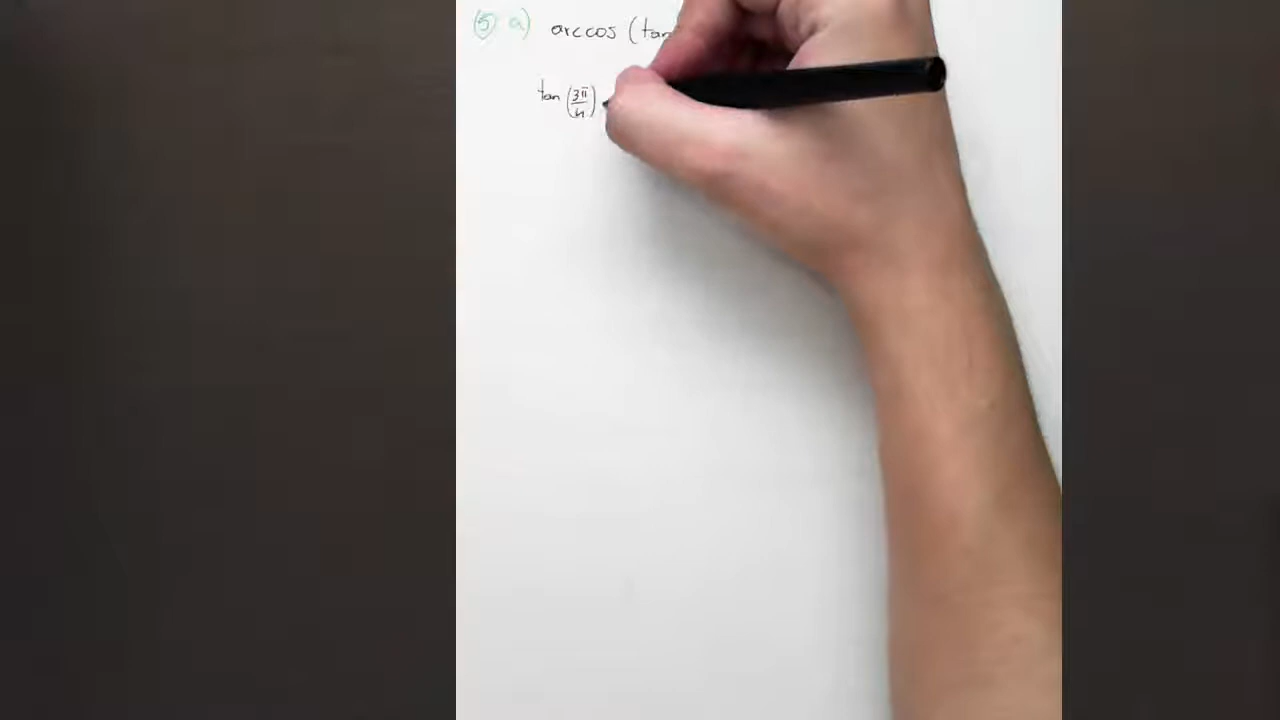 (5) a) arccos (tan
tan (3π/4)